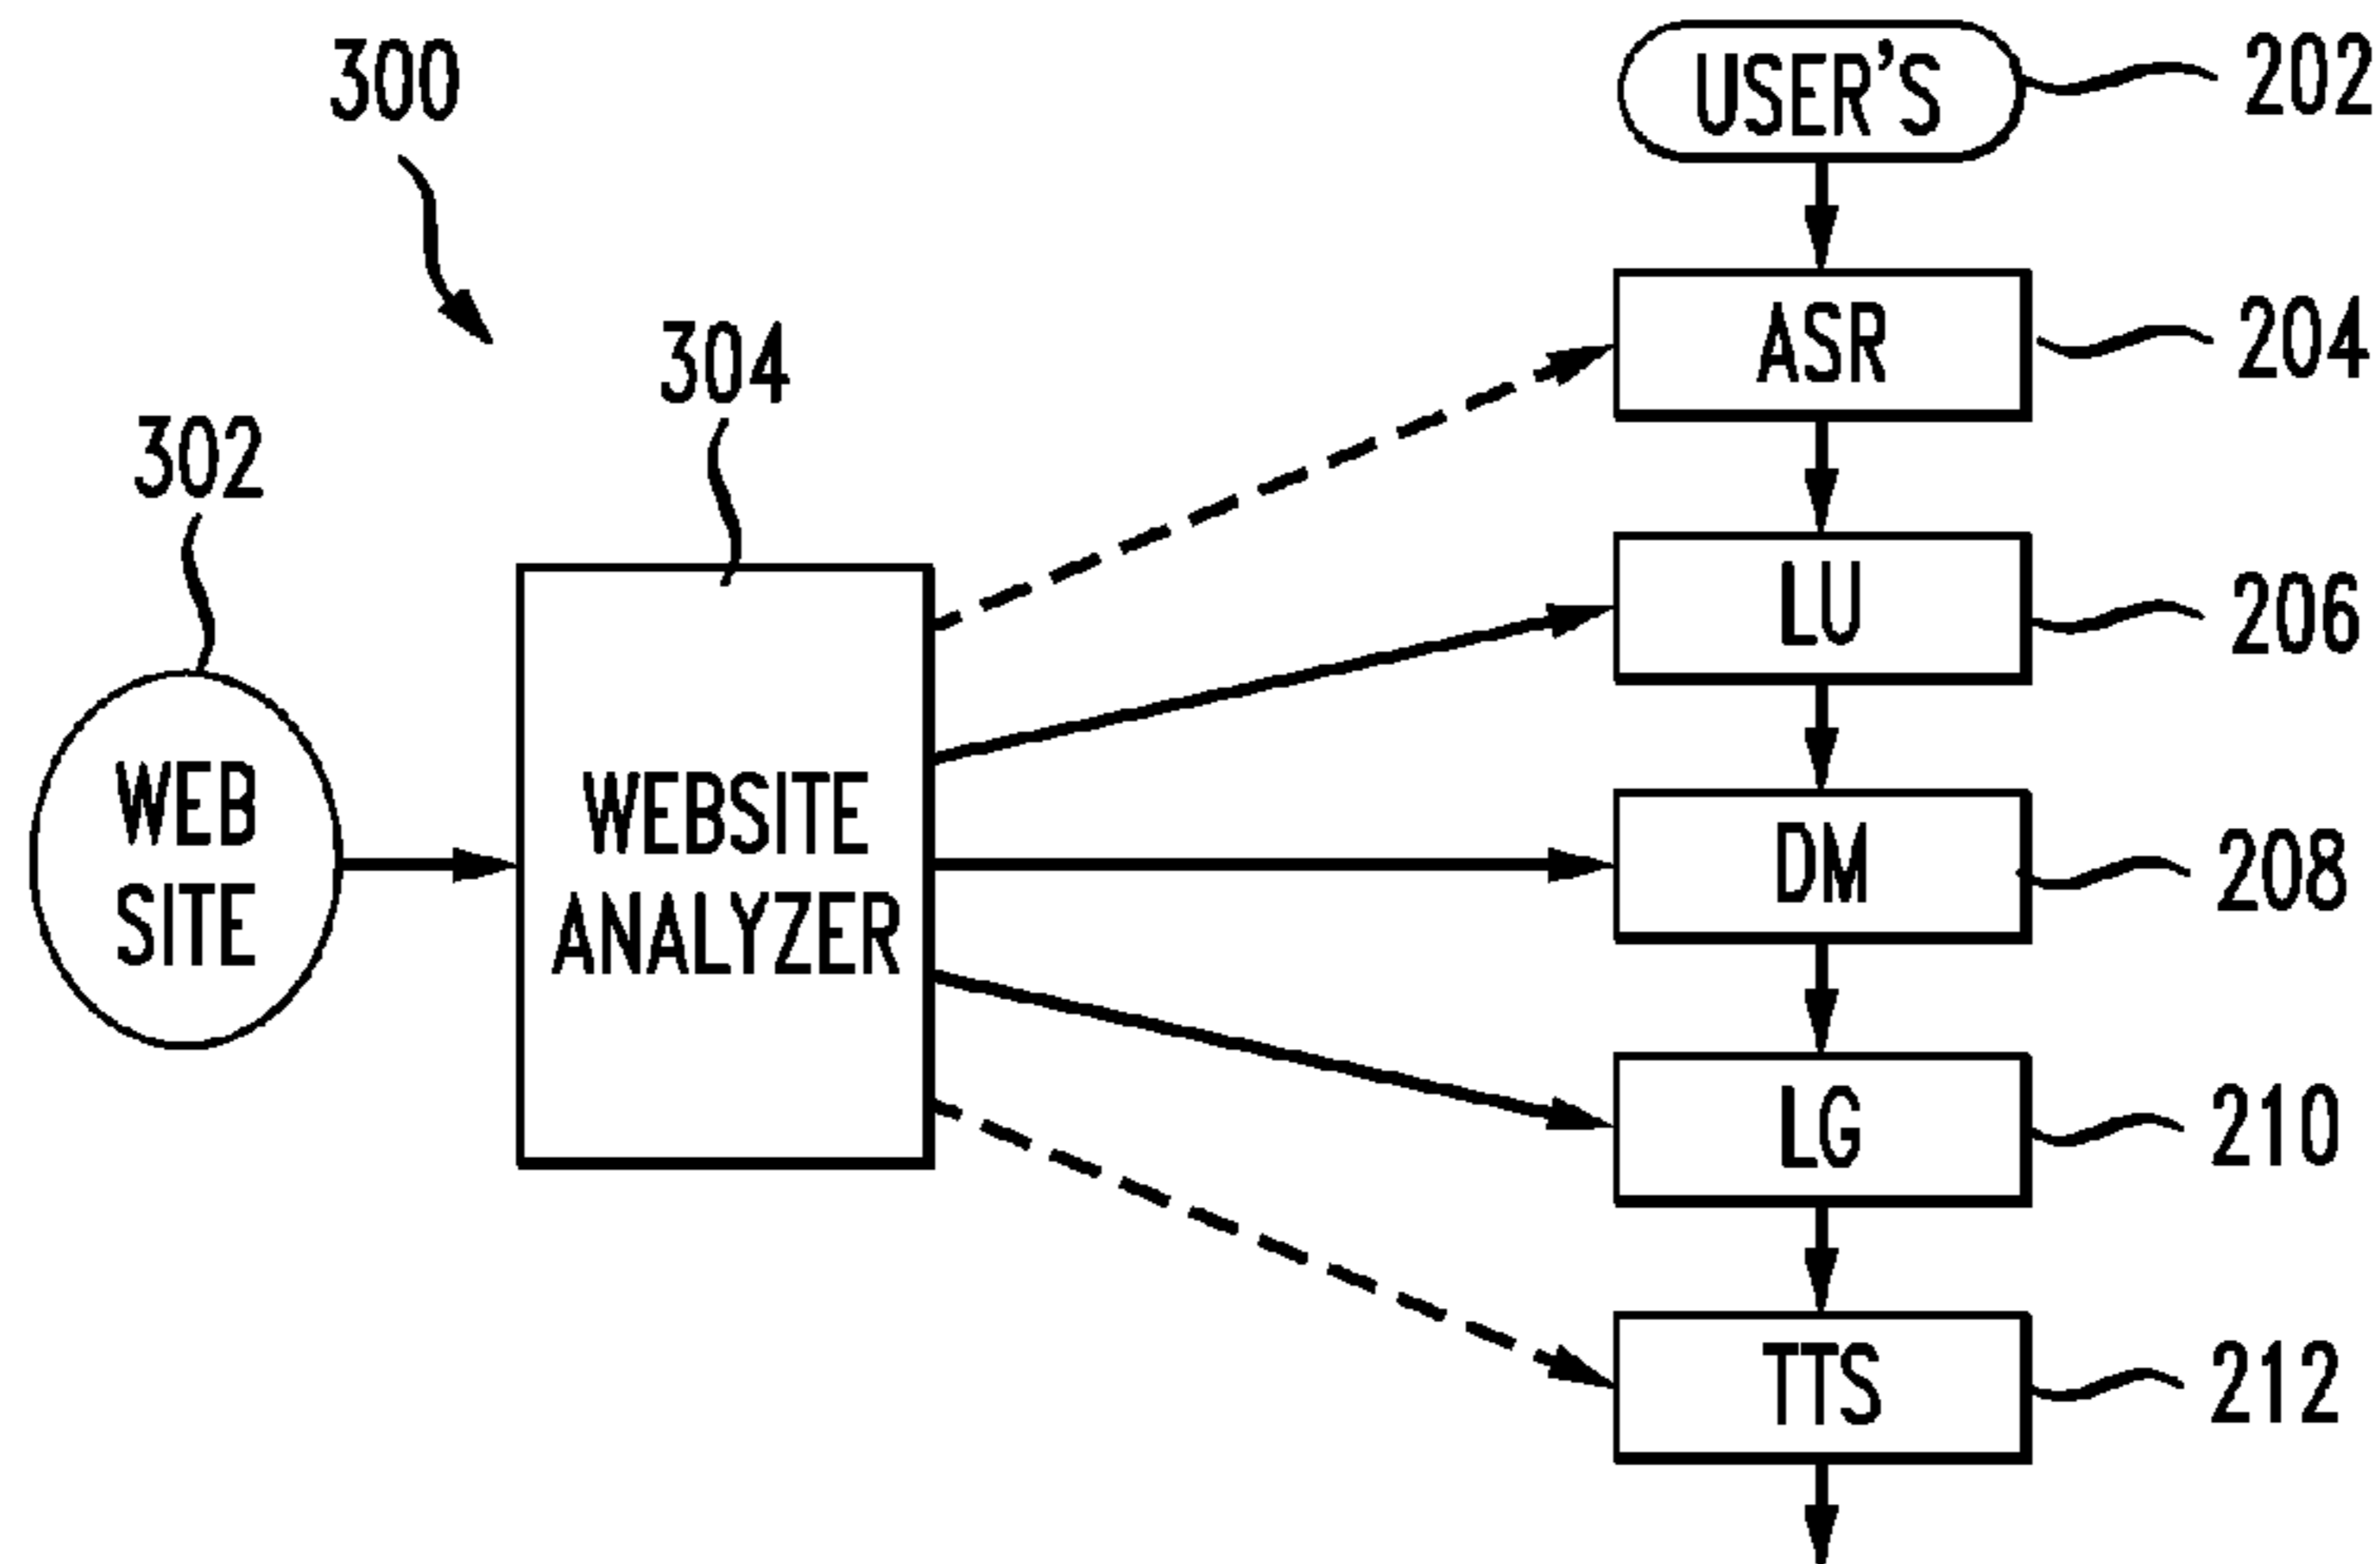 300
USER'S
202
304
ASR
204
302
LU
206
WEB
SITE
WEBSITE
ANALYZER
DM
208
LG
210
TTS
212